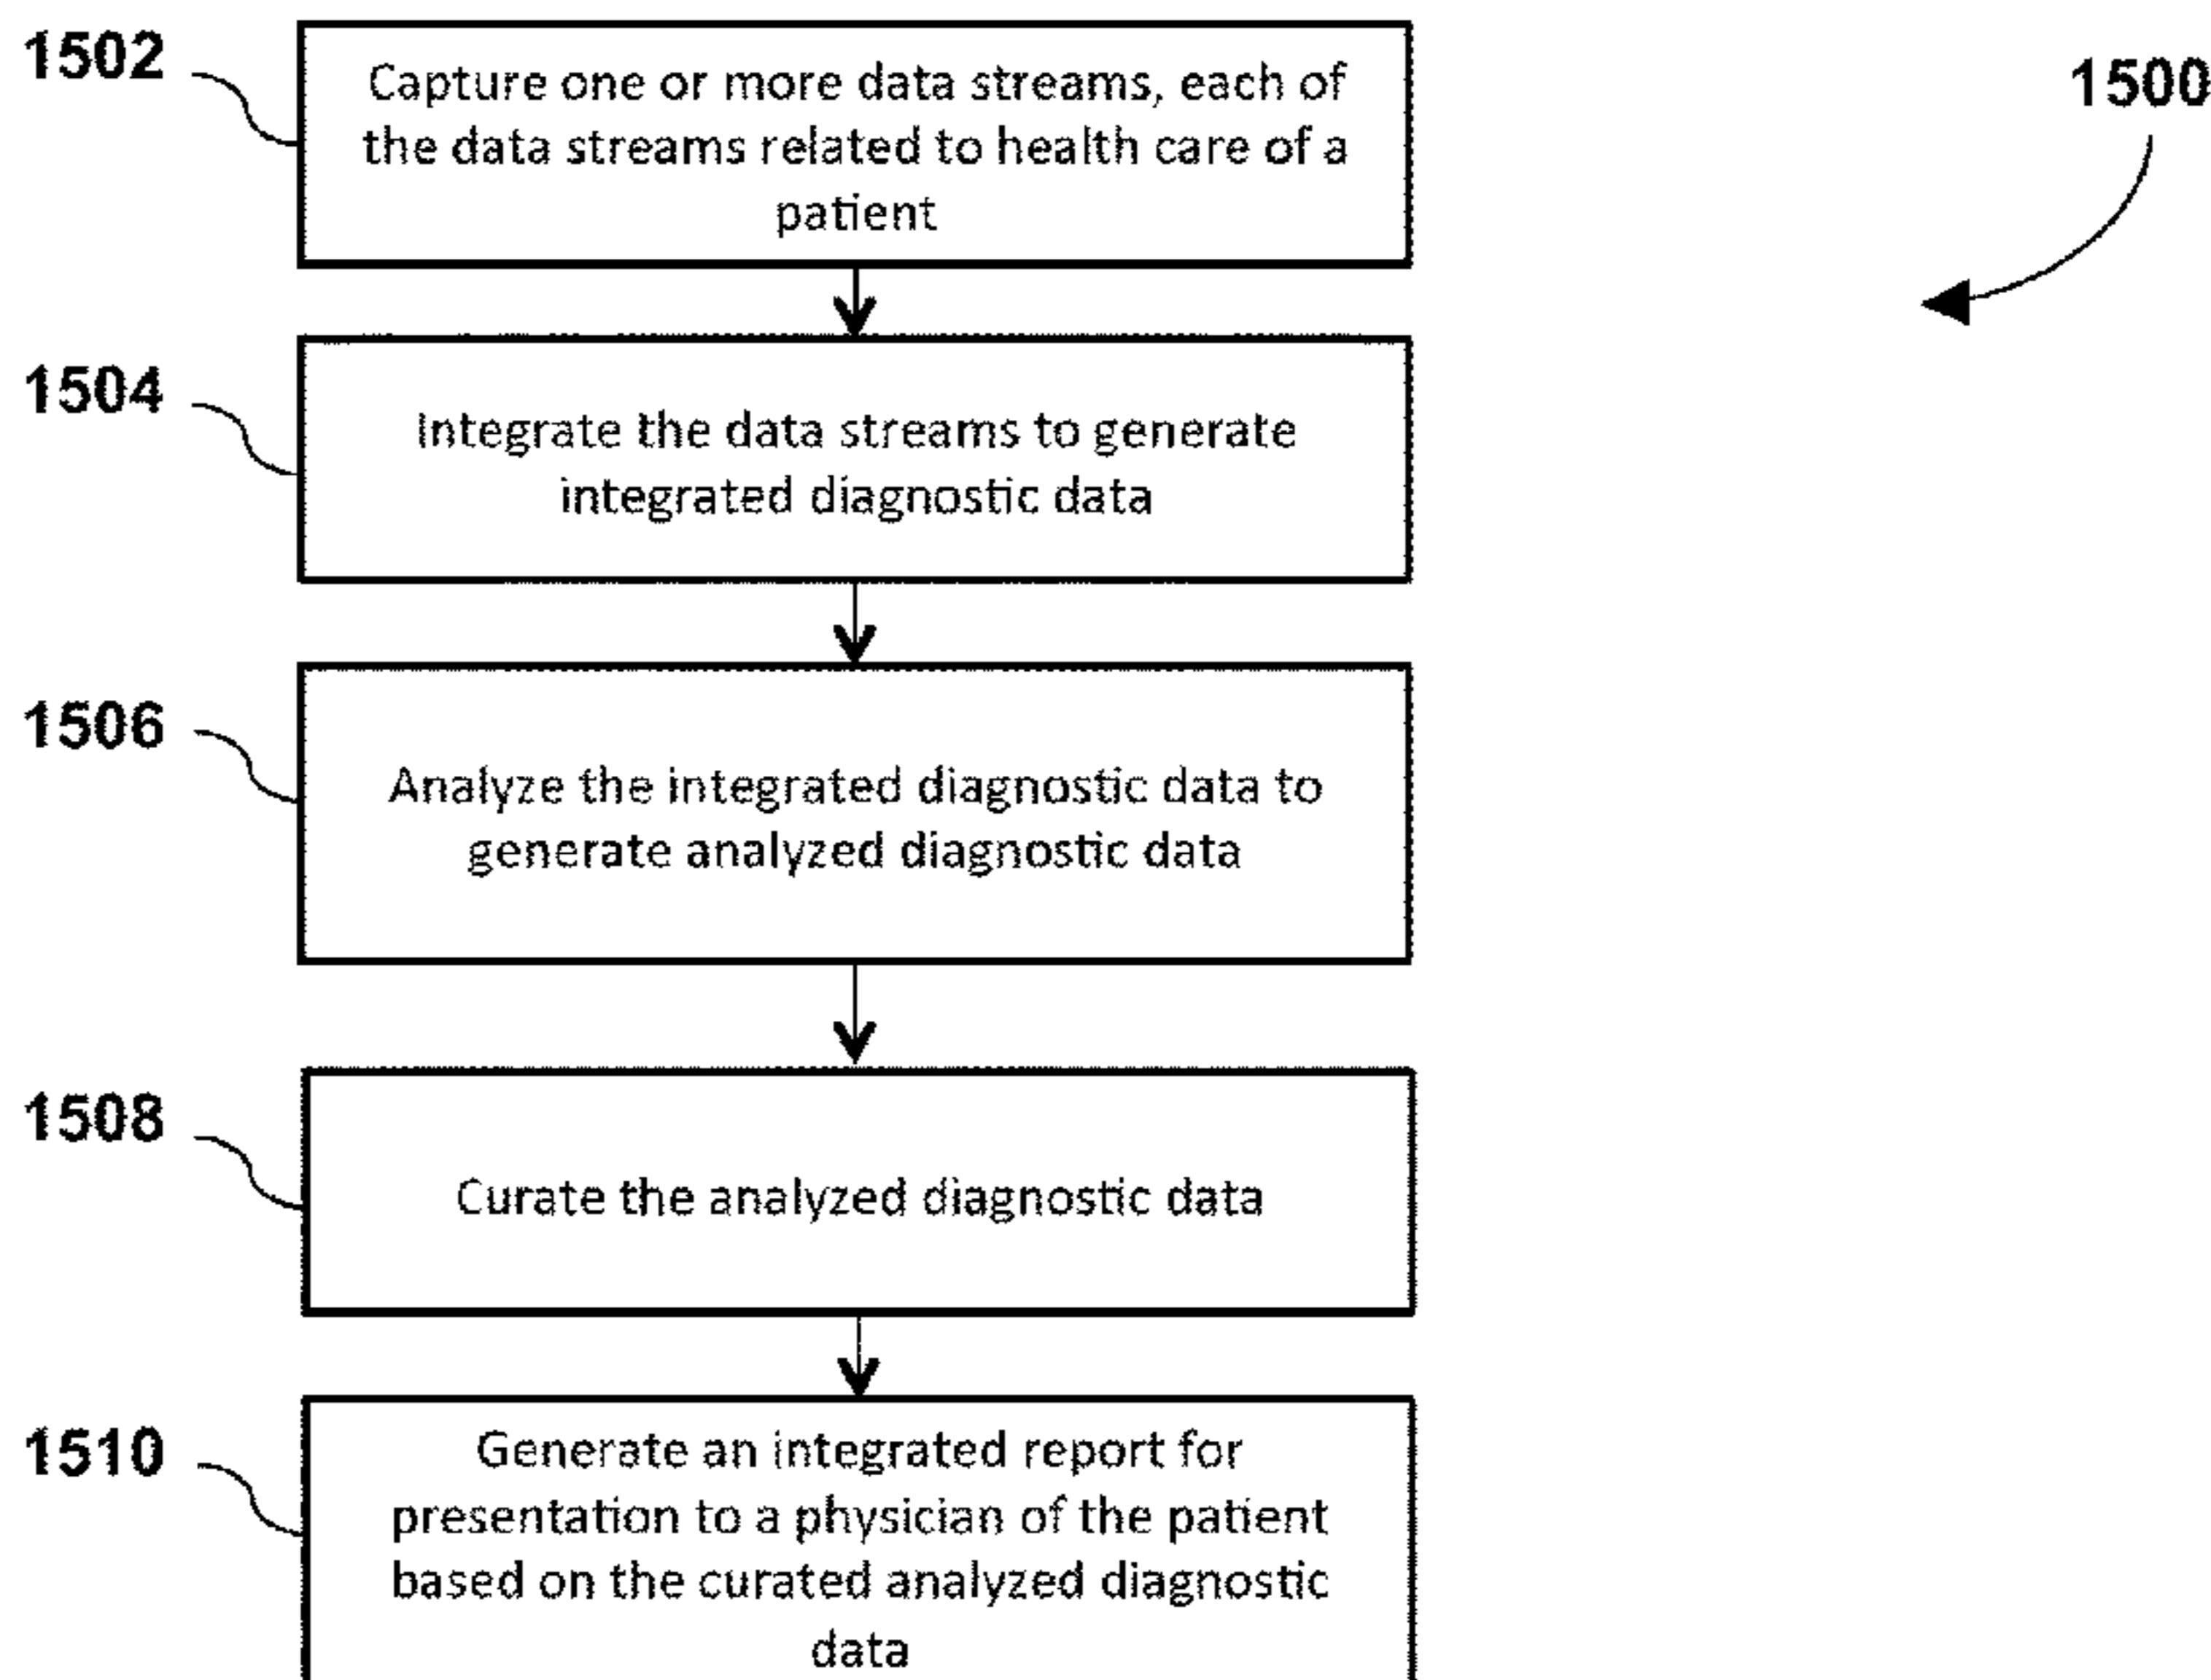 1502
Capture one or more data streams, each of
the data streams related to health care of a
patient
1500
1504
Integrate the data streams to generate
integrated diagnostic data
1506
Analyze the integrated diagnostic data to
generate analyzed diagnostic data
1508
Curate the analyzed diagnostic data
1510
Generate an integrated report for
presentation to a physician of the patient
based on the curated analyzed diagnostic
data